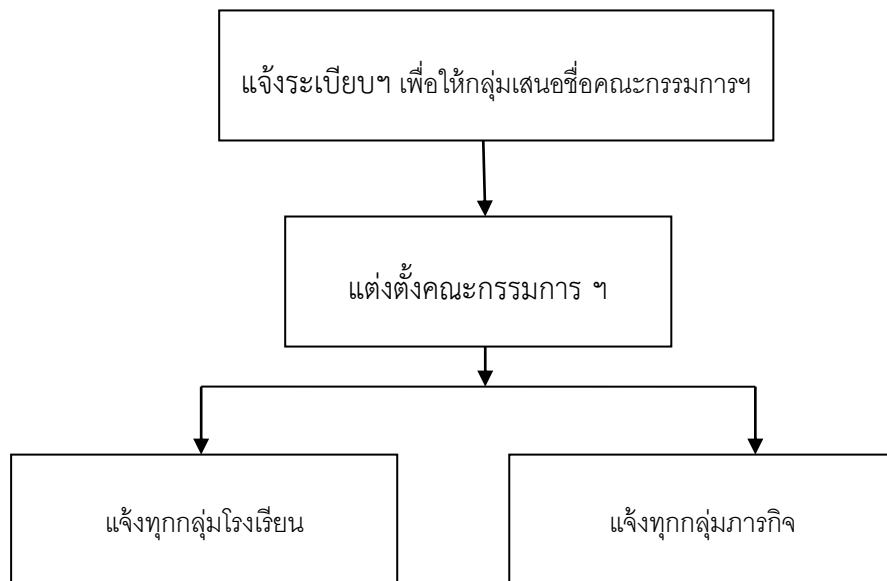 แจ้งระเบียบฯ เพื่อให้กลุ่มเสนอชื่อคณะกรรมการฯ
แต่งตั้งคณะกรรมการ ฯ
แจ้งทุกกลุ่มโรงเรียน
แจ้งทุกกลุ่มภารกิจ